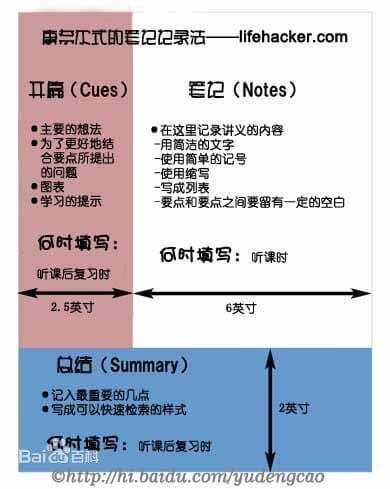 康奈尔式的笔记记录法——lifehacker.com
开篇（Cues）
●主要的想法
●为了更好地结
合要点所提出
的问题
●图表
●学习的提示
何时填写：
听课后复习时
2.5英寸
笔记（Notes）
●在这里记录讲义的内容
-用简洁的文字
-使用简单的记号
-使用缩写
-写成列表
-要点和要点之间要留有一定的空白
何时填写：听课时
6英寸
总结（Summary）
●记入最重要的几点
●写成可以快速检索的样式
何时填写：听课后复习时
2英寸
Bai百科
©http://hi.baidu.com/yudengcao